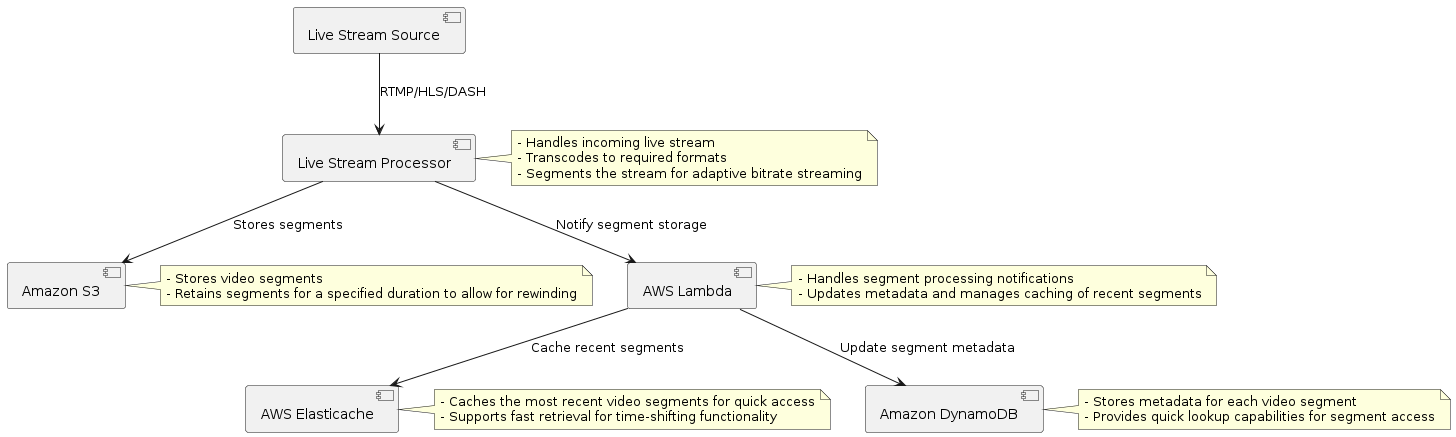 Live Stream Source
RTMP/HLS/DASH
Live Stream Processor
- Handles incoming live stream
- Transcodes to required formats
- Segments the stream for adaptive bitrate streaming
Stores segments
Notify segment storage
Amazon S3
- Stores video segments
- Retains segments for a specified duration to allow for rewinding
AWS Lambda
- Handles segment processing notifications
- Updates metadata and manages caching of recent segments
Cache recent segments
Update segment metadata
AWS Elasticache
- Caches the most recent video segments for quick access
- Supports fast retrieval for time-shifting functionality
Amazon DynamoDB
- Stores metadata for each video segment
- Provides quick lookup capabilities for segment access